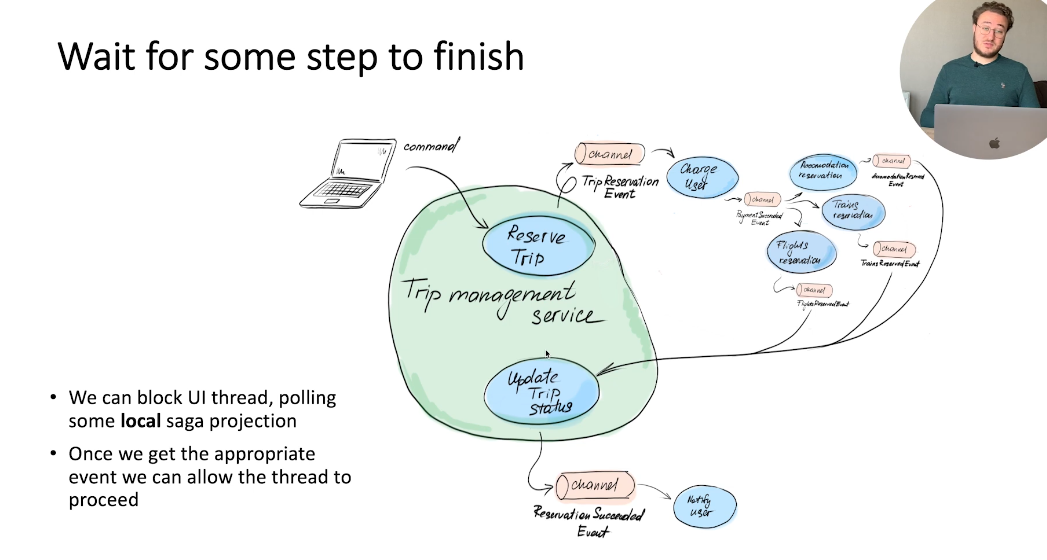 Wait for some step to finish
command
channel
Trip Reservation
Event
Charge
User
channel
Payment Succeeded
Event
Accomodation
reservation
channel
Accomodation Reserved
Event
Trains
reservation
channel
Trains Reserved Event
Flights
reservation
channel
Flights Reserved Event
Reserve
Trip
Trip management
service
Update
Trip
Status
• We can block UI thread, polling
some local saga projection
• Once we get the appropriate
event we can allow the thread to
proceed
channel
Reservation Succeeded
Event
Notify
user